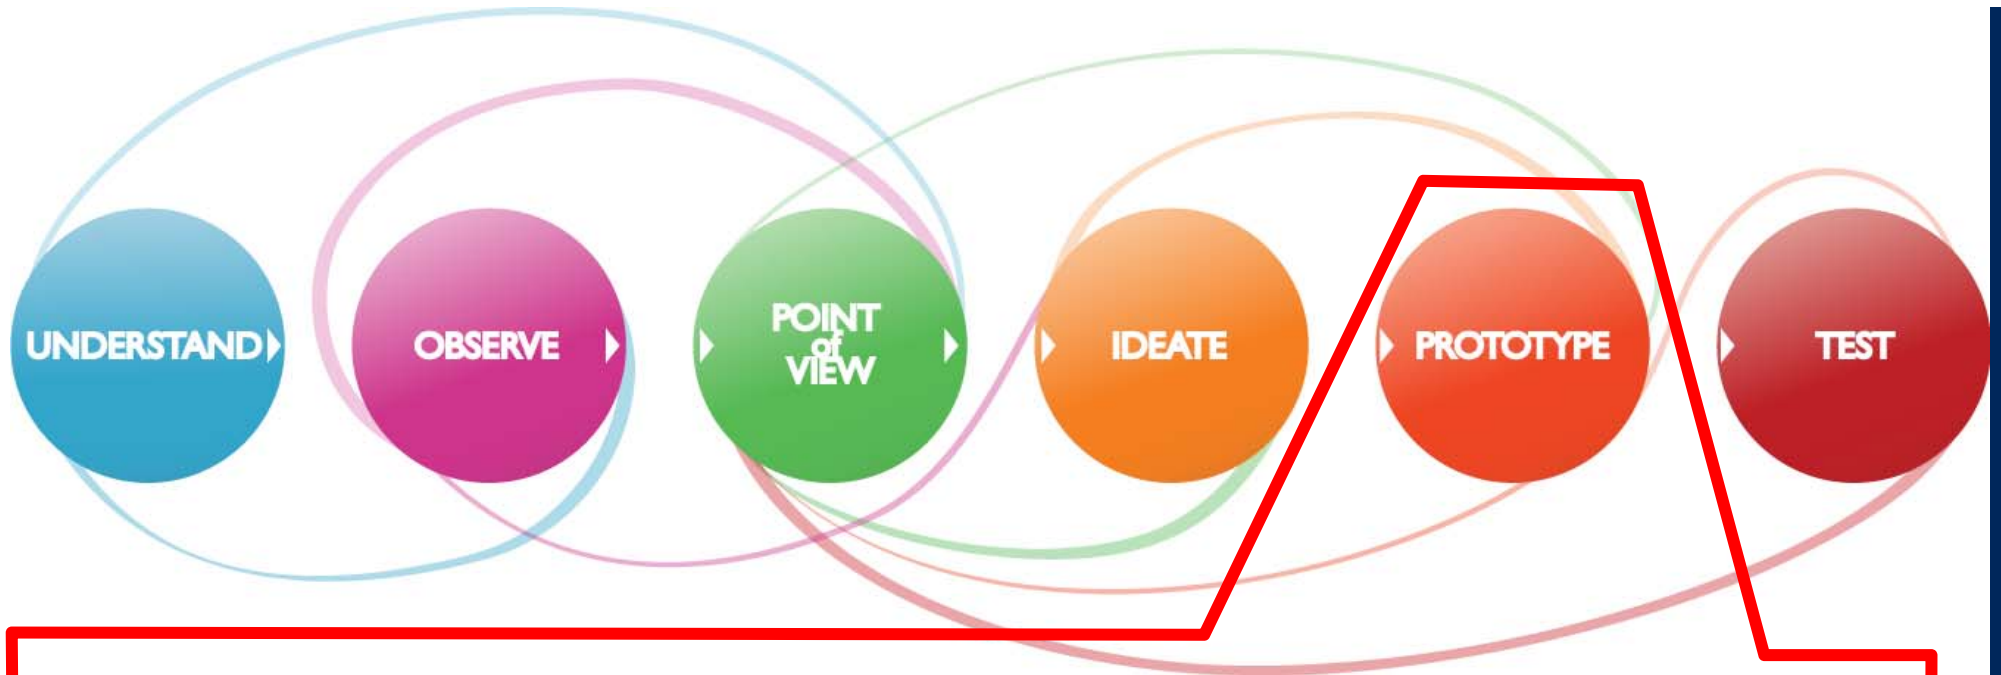 UNDERSTAND
OBSERVE
POINT
of
VIEW
IDEATE
PROTOTYPE
TEST